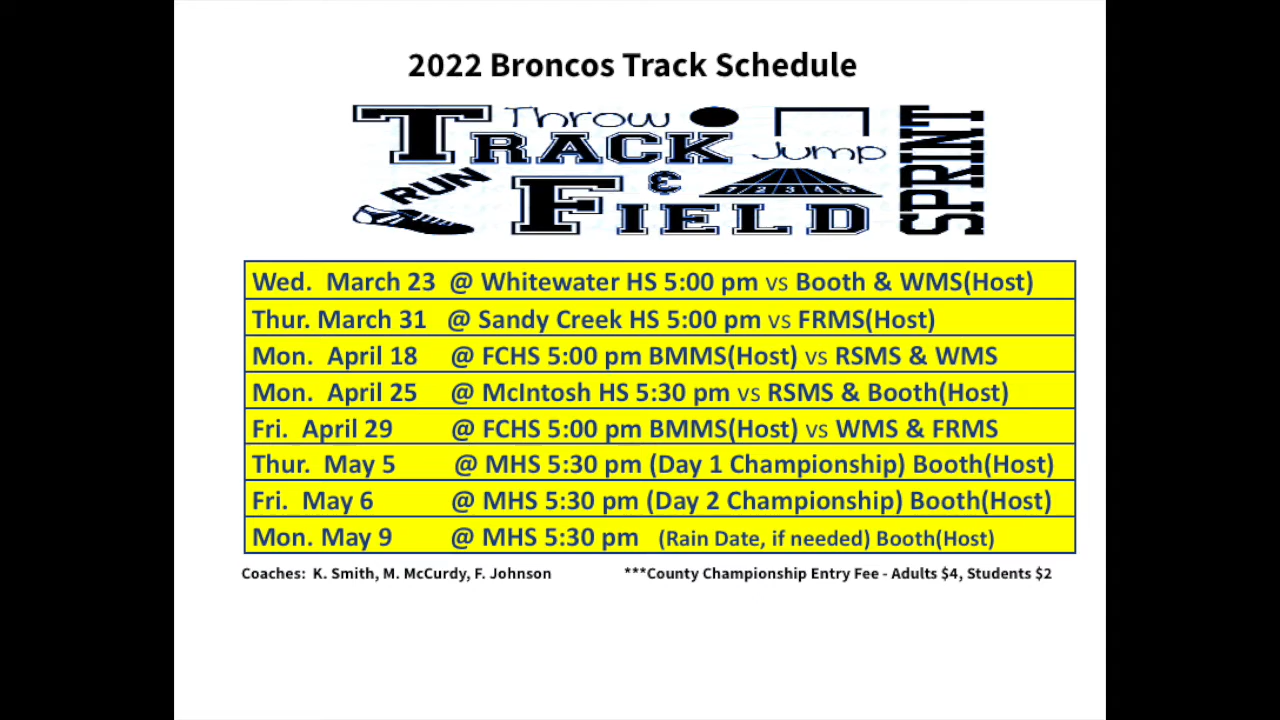 2022 Broncos Track Schedule
Throw Jump
TRACK
RUN & 1 2 3 4 5
FIELD
SPRINT
Wed. March 23 @ Whitewater HS 5:00 pm vs Booth & WMS(Host)
Thur. March 31 @ Sandy Creek HS 5:00 pm vs FRMS(Host)
Mon. April 18 @ FCHS 5:00 pm BMMS(Host) vs RSMS & WMS
Mon. April 25 @ McIntosh HS 5:30 pm vs RSMS & Booth(Host)
Fri. April 29 @ FCHS 5:00 pm BMMS(Host) vs WMS & FRMS
Thur. May 5 @ MHS 5:30 pm (Day 1 Championship) Booth(Host)
Fri. May 6 @ MHS 5:30 pm (Day 2 Championship) Booth(Host)
Mon. May 9 @ MHS 5:30 pm (Rain Date, if needed) Booth(Host)
Coaches: K. Smith, M. McCurdy, F. Johnson ***County Championship Entry Fee - Adults $4, Students $2